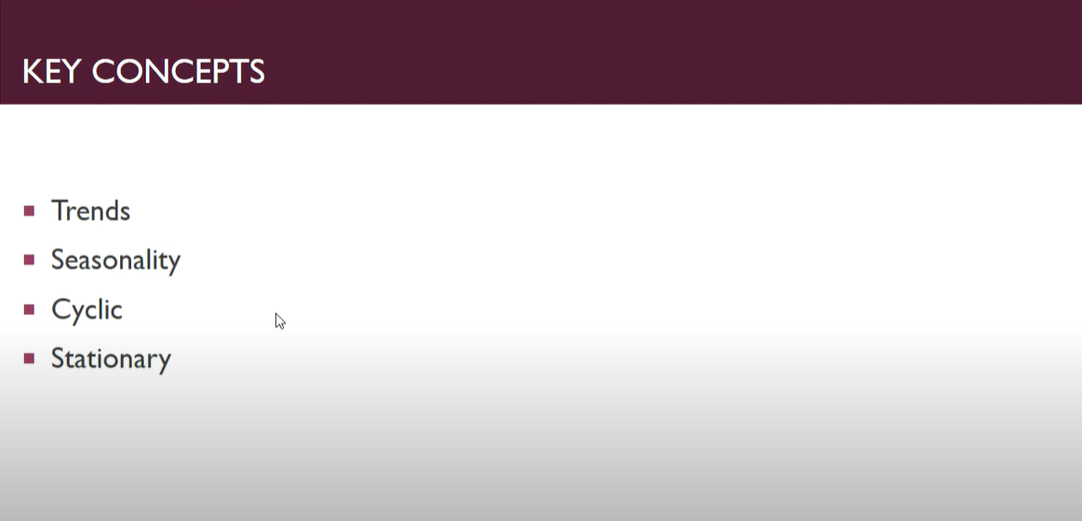 KEY CONCEPTS
Trends
Seasonality
Cyclic
Stationary